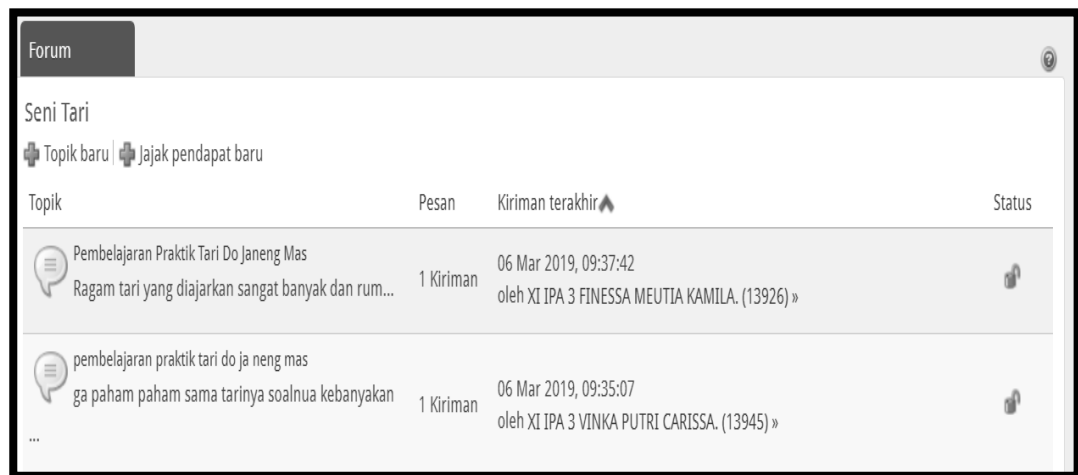 Forum
Seni Tari
Topik baru Jajak pendapat baru
Topik Pesan Kiriman terakhir Status
Pembelajaran Praktik Tari Do Janeng Mas
Ragam tari yang diajarkan sangat banyak dan rum...
1 Kiriman
06 Mar 2019, 09:37:42
oleh XI IPA 3 FINESSA MEUTIA KAMILA. (13926) »
pembelajaran praktik tari do ja neng mas
ga paham paham sama tarinya soalnua kebanyakan
...
1 Kiriman
06 Mar 2019, 09:35:07
oleh XI IPA 3 VINKA PUTRI CARISSA. (13945) »